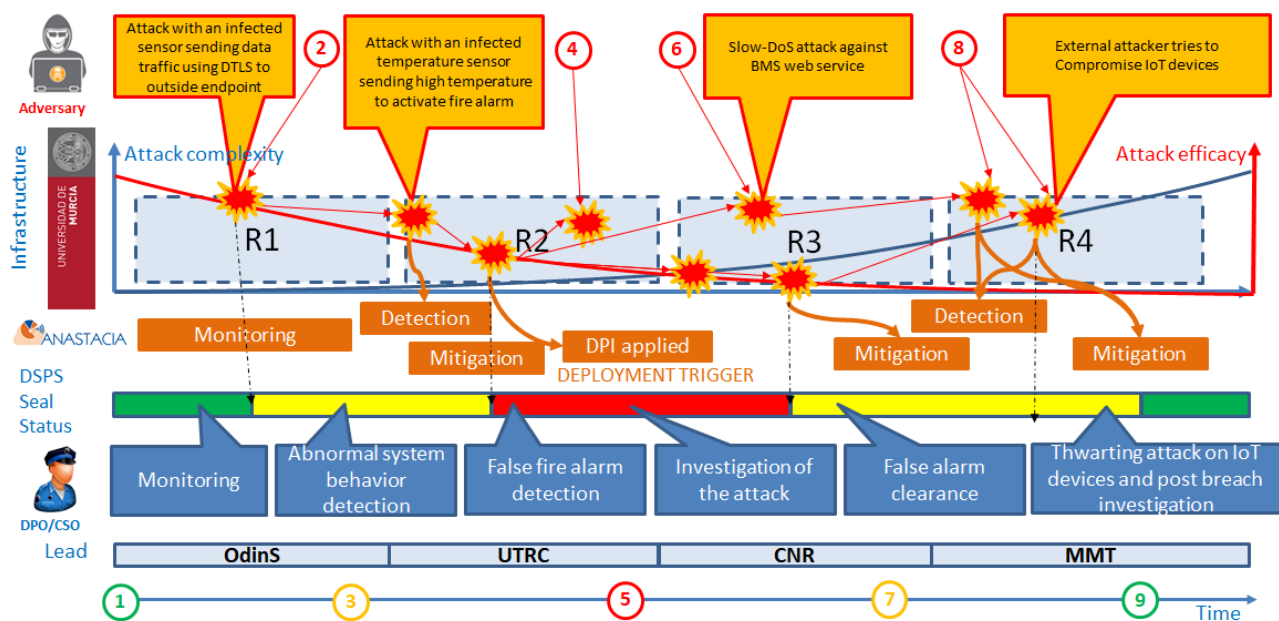 Attack with an infected
sensor sending data
traffic using DTLS to
outside endpoint
2
Attack with an infected
temperature sensor
sending high temperature
to activate fire alarm
4
6
Slow-DoS attack against
BMS web service
8
External attacker tries to
Compromise IoT devices
Adversary
Infrastructure
UNIVERSIDAD DE
MURCIA
Attack complexity
Attack efficacy
R1
R2
R3
R4
ANASTACIA
Monitoring
Detection
Mitigation
DPI applied
DEPLOYMENT TRIGGER
Mitigation
Detection
Mitigation
DSPS
Seal
Status
DPO/CSO
Monitoring
Abnormal system
behavior
detection
False fire alarm
detection
Investigation of
the attack
False alarm
clearance
Thwarting attack on IoT
devices and post breach
investigation
Lead
OdinS
UTRC
CNR
MMT
1
3
5
7
9
Time